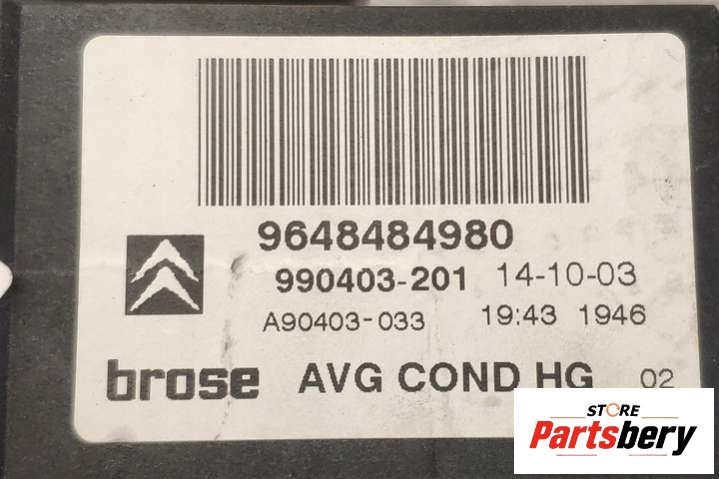 9648484980
990403-201 14-10-03
A90403-033 19:43 1946
brose AVG COND HG 02
STORE
Partsbery